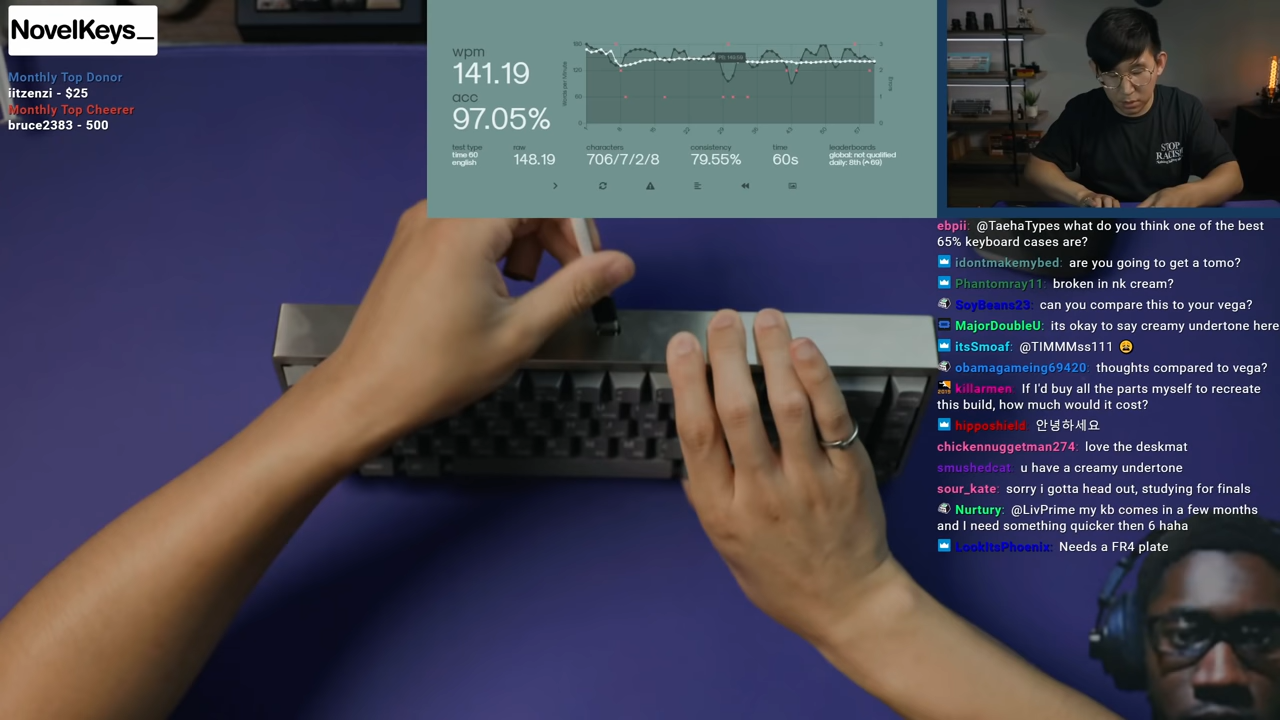 NovelKeys_
Monthly Top Donor
iitzenzi - $25
Monthly Top Cheerer
bruce2383 - 500
wpm
141.19
acc
97.05%
test type
time 60
english
raw
148.19
characters
706/7/2/8
consistency
79.55%
time
60s
leaderboards
global: not qualified
daily: 8th
Words per Minute
STOP
ebpii: @TaehaTypes what do you think one of the best
65% keyboard cases are?
idontmakemybed: are you going to get a tomo?
Phantomray11: broken in nk cream?
SoyBeans23: can you compare this to your vega?
MajorDoubleU: its okay to say creamy undertone here
itsSmoaf: @TIMMMss111 😩
obamagameing69420: thoughts compared to vega?
killarmen: If I'd buy all the parts myself to recreate
this build, how much would it cost?
hipposhield: 안녕하세요
chickennuggetman274: love the deskmat
smushedcat: u have a creamy undertone
sour_kate: sorry i gotta head out, studying for finals
Nurtury: @LivPrime my kb comes in a few months
and I need something quicker then 6 haha
LookItsPhoenix: Needs a FR4 plate